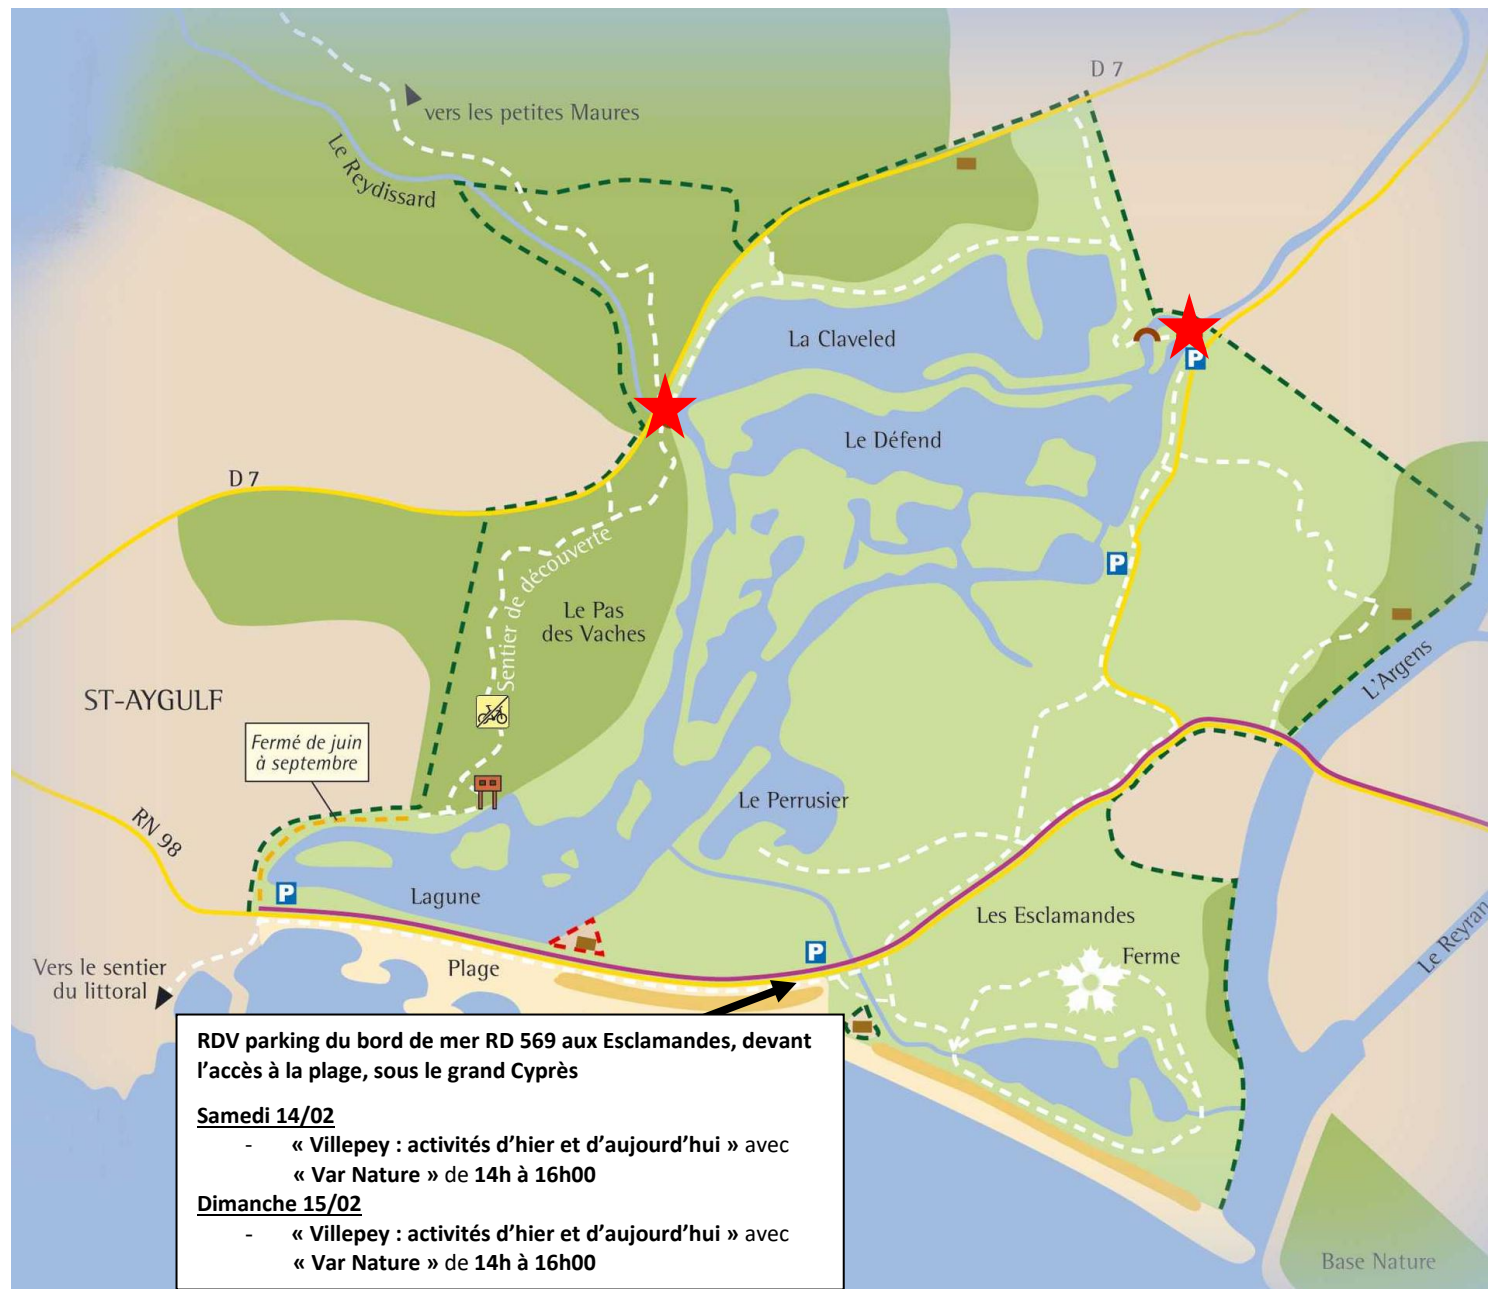 D 7
vers les petites Maures
Le Reydissard
La Claveled
P
Le Défend
D 7
P
Sentier de découverte
Le Pas
des Vaches
L'Argens
ST-AYGULF
Fermé de juin
à septembre
RN 98
Le Perrusier
P
Lagune
Les Esclamandes
P
Ferme
Le Reyran
Vers le sentier
du littoral
Plage
RDV parking du bord de mer RD 569 aux Esclamandes, devant
l’accès à la plage, sous le grand Cyprès
Samedi 14/02
- « Villepey : activités d’hier et d’aujourd’hui » avec
« Var Nature » de 14h à 16h00
Dimanche 15/02
- « Villepey : activités d’hier et d’aujourd’hui » avec
« Var Nature » de 14h à 16h00
Base Nature